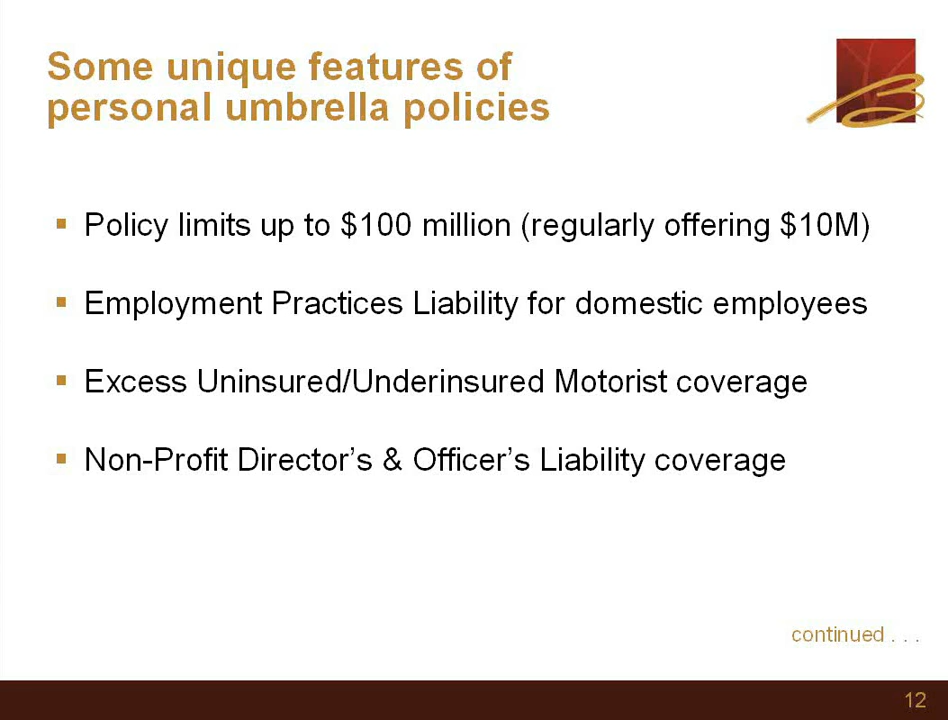 Some unique features of
personal umbrella policies
Policy limits up to $100 million (regularly offering $10M)
Employment Practices Liability for domestic employees
Excess Uninsured/Underinsured Motorist coverage
Non-Profit Director’s & Officer’s Liability coverage
continued . . .
12